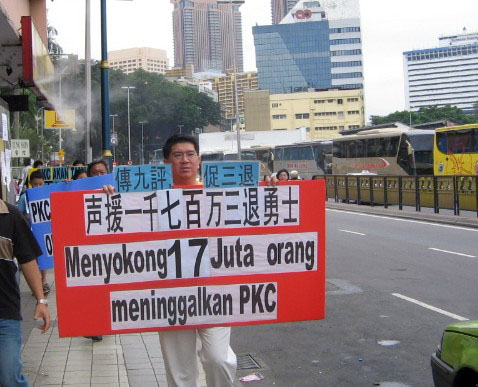 傳九評 促三退
声援一千七百万三退勇士
Menyokong 17 Juta orang
meninggalkan PKC
PKC